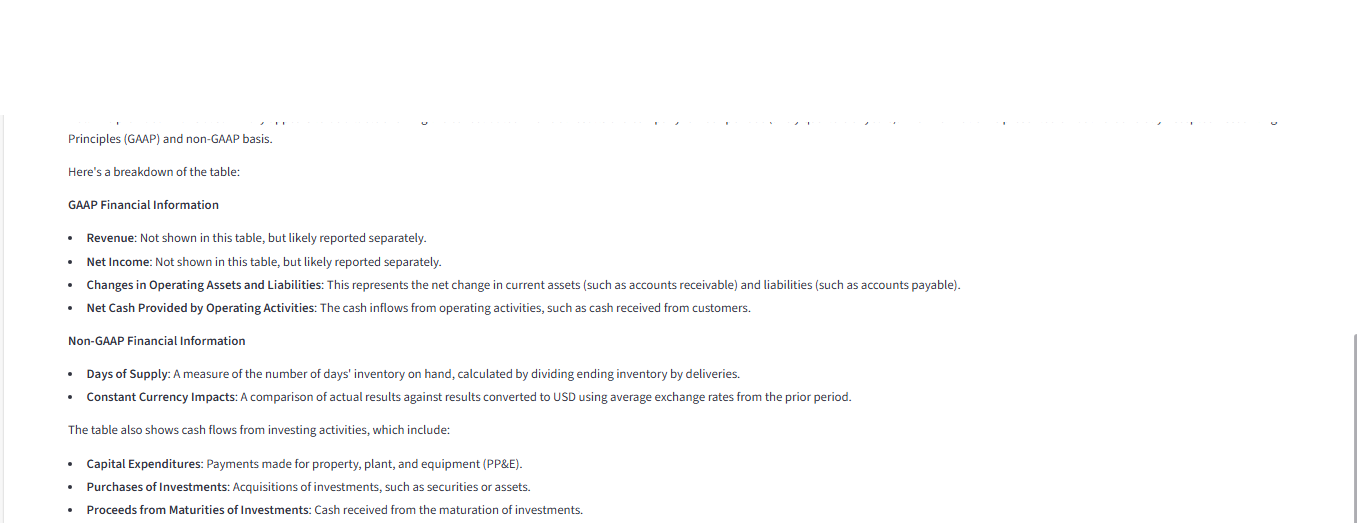 Principles (GAAP) and non-GAAP basis.
Here's a breakdown of the table:
GAAP Financial Information
• Revenue: Not shown in this table, but likely reported separately.
• Net Income: Not shown in this table, but likely reported separately.
• Changes in Operating Assets and Liabilities: This represents the net change in current assets (such as accounts receivable) and liabilities (such as accounts payable).
• Net Cash Provided by Operating Activities: The cash inflows from operating activities, such as cash received from customers.
Non-GAAP Financial Information
• Days of Supply: A measure of the number of days' inventory on hand, calculated by dividing ending inventory by deliveries.
• Constant Currency Impacts: A comparison of actual results against results converted to USD using average exchange rates from the prior period.
The table also shows cash flows from investing activities, which include:
• Capital Expenditures: Payments made for property, plant, and equipment (PP&E).
• Purchases of Investments: Acquisitions of investments, such as securities or assets.
• Proceeds from Maturities of Investments: Cash received from the maturation of investments.